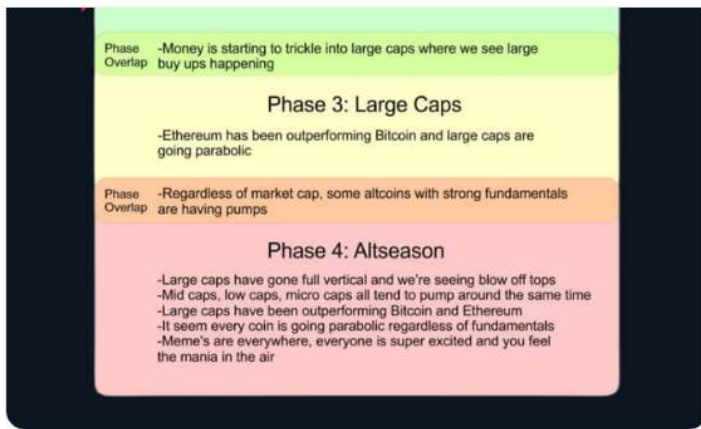 Phase Overlap
-Money is starting to trickle into large caps where we see large
buy ups happening
Phase 3: Large Caps
-Ethereum has been outperforming Bitcoin and large caps are
going parabolic
Phase Overlap
-Regardless of market cap, some altcoins with strong fundamentals
are having pumps
Phase 4: Altseason
-Large caps have gone full vertical and we're seeing blow off tops
-Mid caps, low caps, micro caps all tend to pump around the same time
-Large caps have been outperforming Bitcoin and Ethereum
-It seem every coin is going parabolic regardless of fundamentals
-Meme's are everywhere, everyone is super excited and you feel
the mania in the air